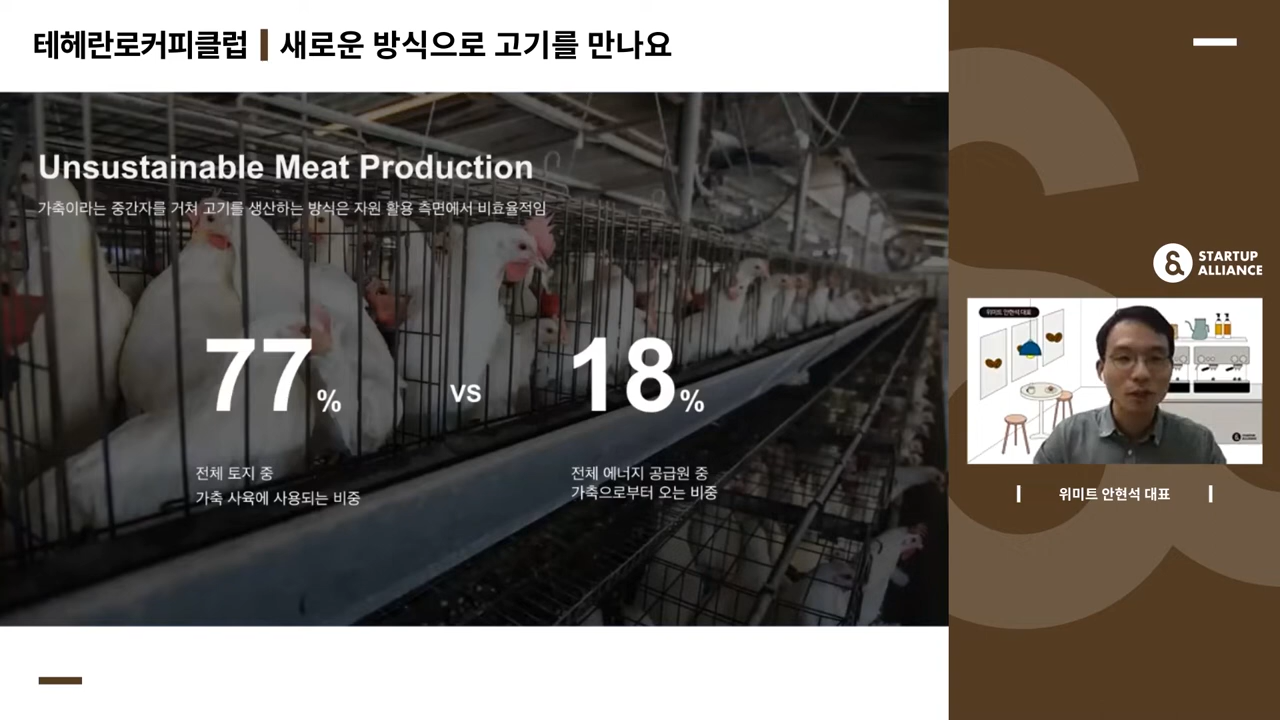 테헤란로커피클럽 | 새로운 방식으로 고기를 만나요
Unsustainable Meat Production
가축이라는 중간자를 거쳐 고기를 생산하는 방식은 자원 활용 측면에서 비효율적임
77%
vs
18%
전체 토지 중
가축 사육에 사용되는 비중
전체 에너지 공급원 중
가축으로부터 오는 비중
STARTUP
ALLIANCE
위미트 안현석 대표
위미트 안현석 대표